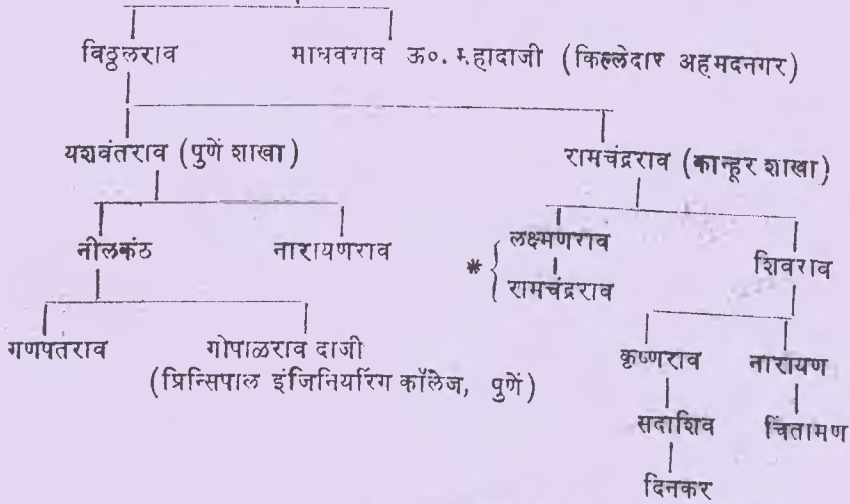 विठ्ठलराव माधवराव ऊ०. महादाजी (किल्लेदार अहमदनगर)
यशवंतराव (पुणें शाखा) रामचंद्रराव (कान्हूर शाखा)
नीलकंठ नारायणराव * लक्ष्मणराव शिवराव
रामचंद्रराव
गणपतराव गोपाळराव दाजी कृष्णराव नारायण
(प्रिन्सिपाल इंजिनियरिंग कॉलेज, पुणें)
सदाशिव चिंतामण
दिनकर